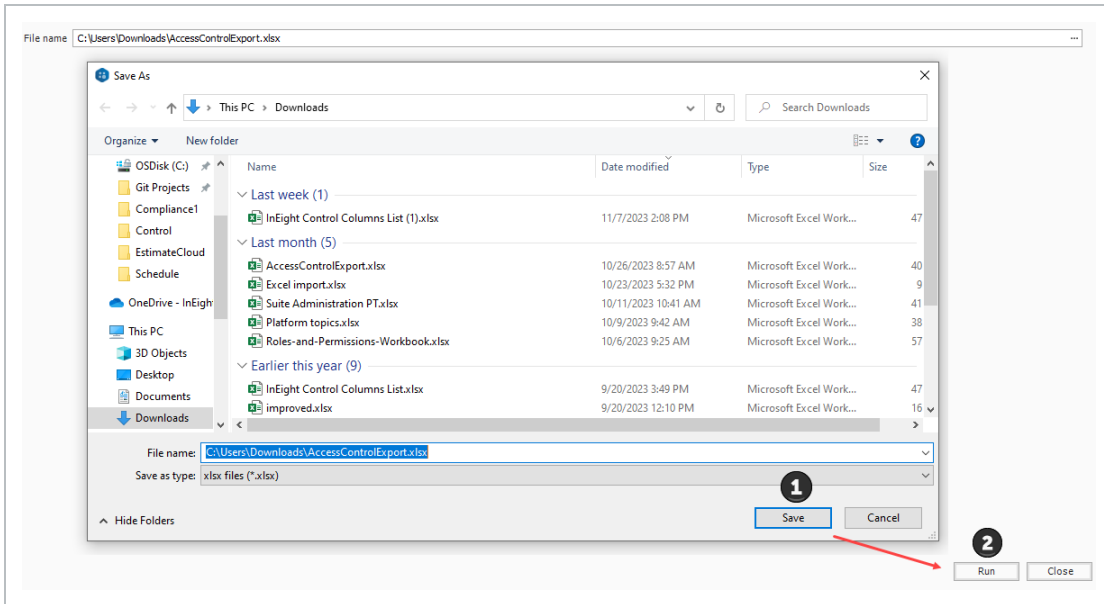 File name C:\Users\Downloads\AccessControlExport.xlsx ...
Save As
This PC > Downloads
Search Downloads
Organize New folder
Name Date modified Type Size
OSDisk (C:)
Git Projects
Compliance1
Control
EstimateCloud
Schedule
OneDrive - InEigh
This PC
3D Objects
Desktop
Documents
Downloads
Last week (1)
InEight Control Columns List (1).xlsx 11/7/2023 2:08 PM Microsoft Excel Work... 47
Last month (5)
AccessControlExport.xlsx 10/26/2023 8:57 AM Microsoft Excel Work... 40
Excel import.xlsx 10/23/2023 5:32 PM Microsoft Excel Work... 9
Suite Administration PT.xlsx 10/11/2023 10:41 AM Microsoft Excel Work... 41
Platform topics.xlsx 10/9/2023 9:42 AM Microsoft Excel Work... 38
Roles-and-Permissions-Workbook.xlsx 10/6/2023 9:25 AM Microsoft Excel Work... 57
Earlier this year (9)
InEight Control Columns List.xlsx 9/20/2023 3:49 PM Microsoft Excel Work... 47
improved.xlsx 9/20/2023 12:10 PM Microsoft Excel Work... 16
File name: C:\Users\Downloads\AccessControlExport.xlsx
Save as type: xlsx files (*.xlsx)
1
Hide Folders Save Cancel
2
Run Close